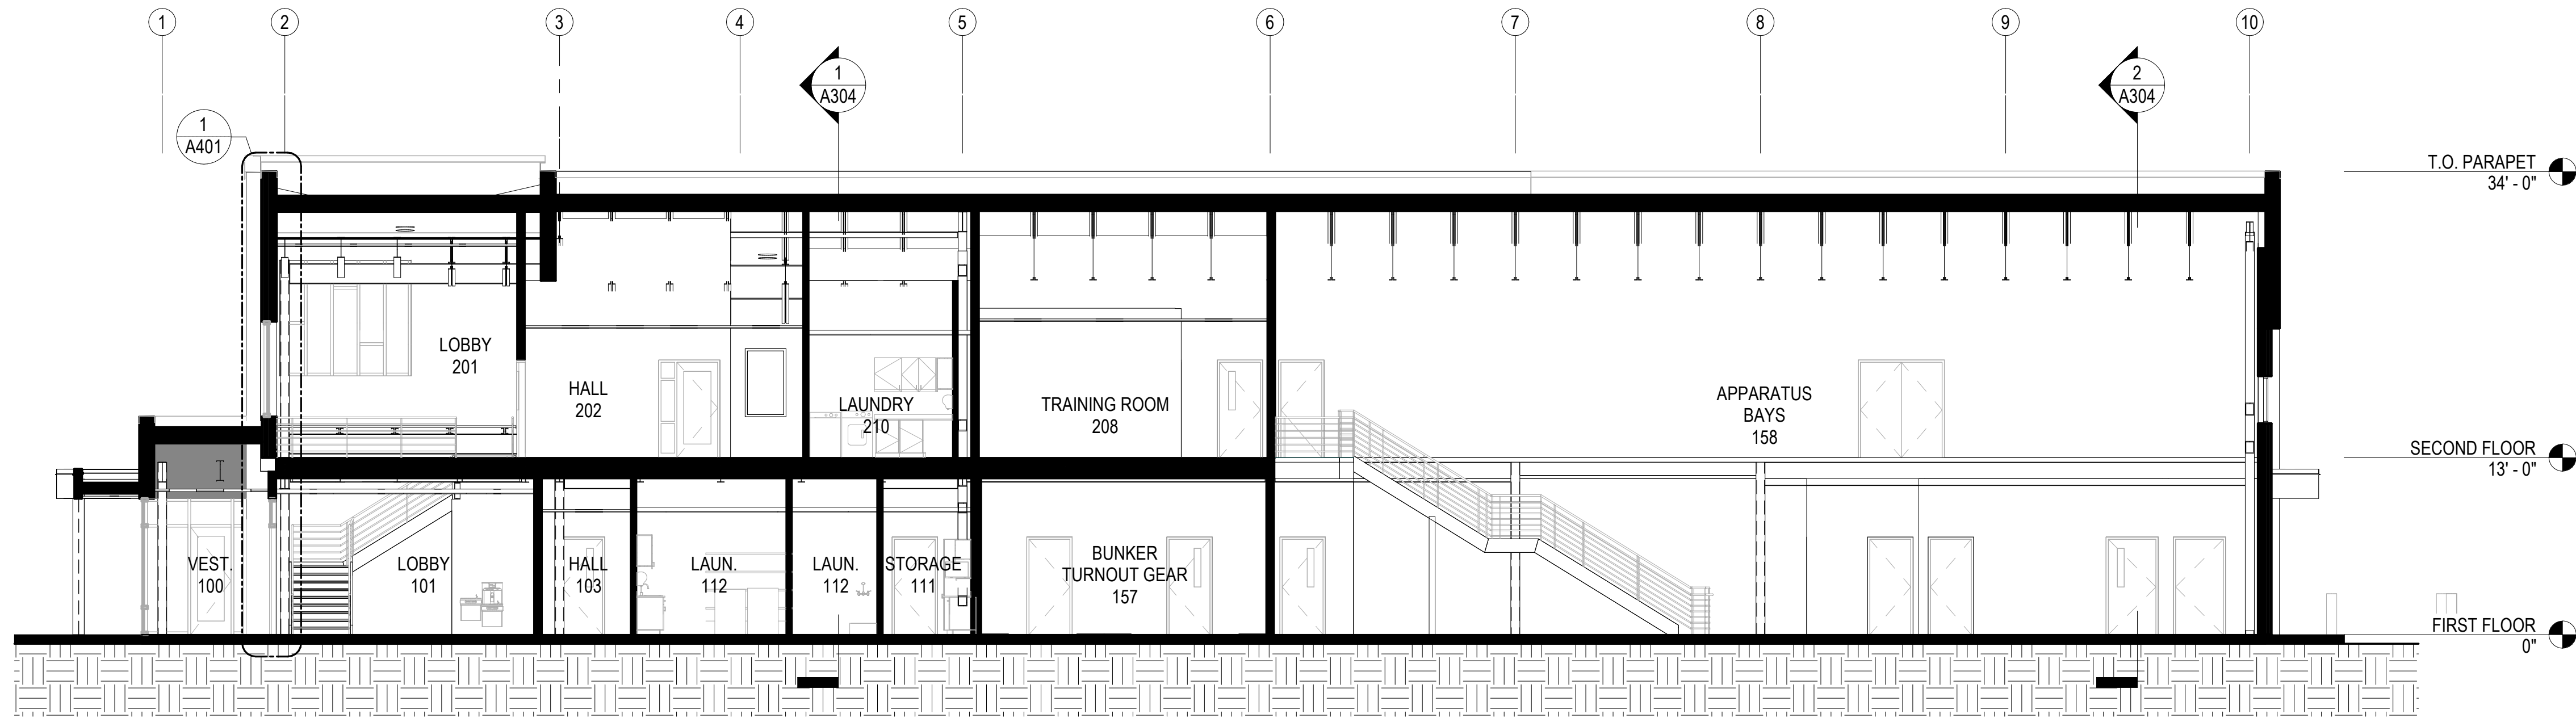 1
2
3
4
5
6
7
8
9
10
1
A304
2
A304
1
A401
T.O. PARAPET
34' - 0"
LOBBY
201
HALL
202
LAUNDRY
210
TRAINING ROOM
208
APPARATUS
BAYS
158
SECOND FLOOR
13' - 0"
VEST.
100
LOBBY
101
HALL
103
LAUN.
112
LAUN.
112
STORAGE
111
BUNKER
TURNOUT GEAR
157
FIRST FLOOR
0"